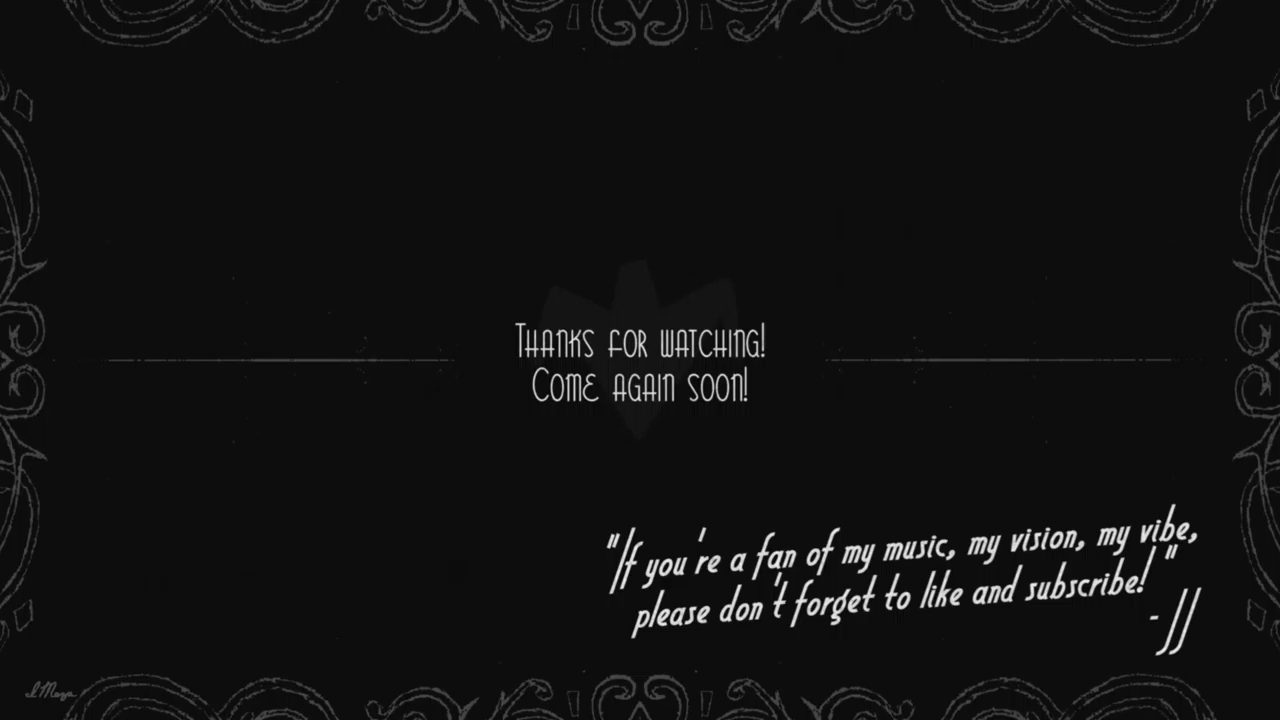 Thanks for watching!
Come again soon!
"If you're a fan of my music, my vision, my vibe,
please don't forget to like and subscribe!"
- JJ